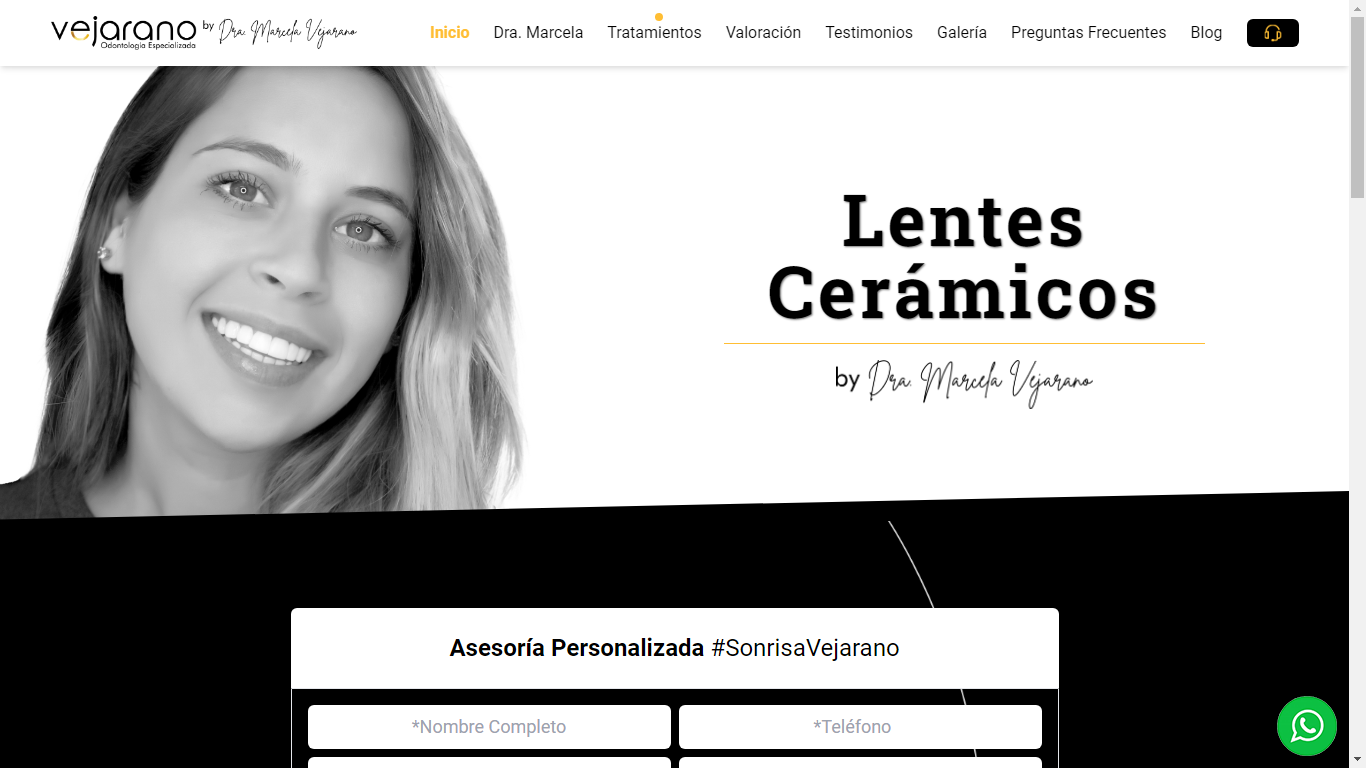 vejarano by Dra. Marcela Vejarano
Odontología Especializada
Inicio Dra. Marcela Tratamientos Valoración Testimonios Galería Preguntas Frecuentes Blog
Lentes
Cerámicos
by Dra. Marcela Vejarano
Asesoría Personalizada #SonrisaVejarano
*Nombre Completo *Teléfono